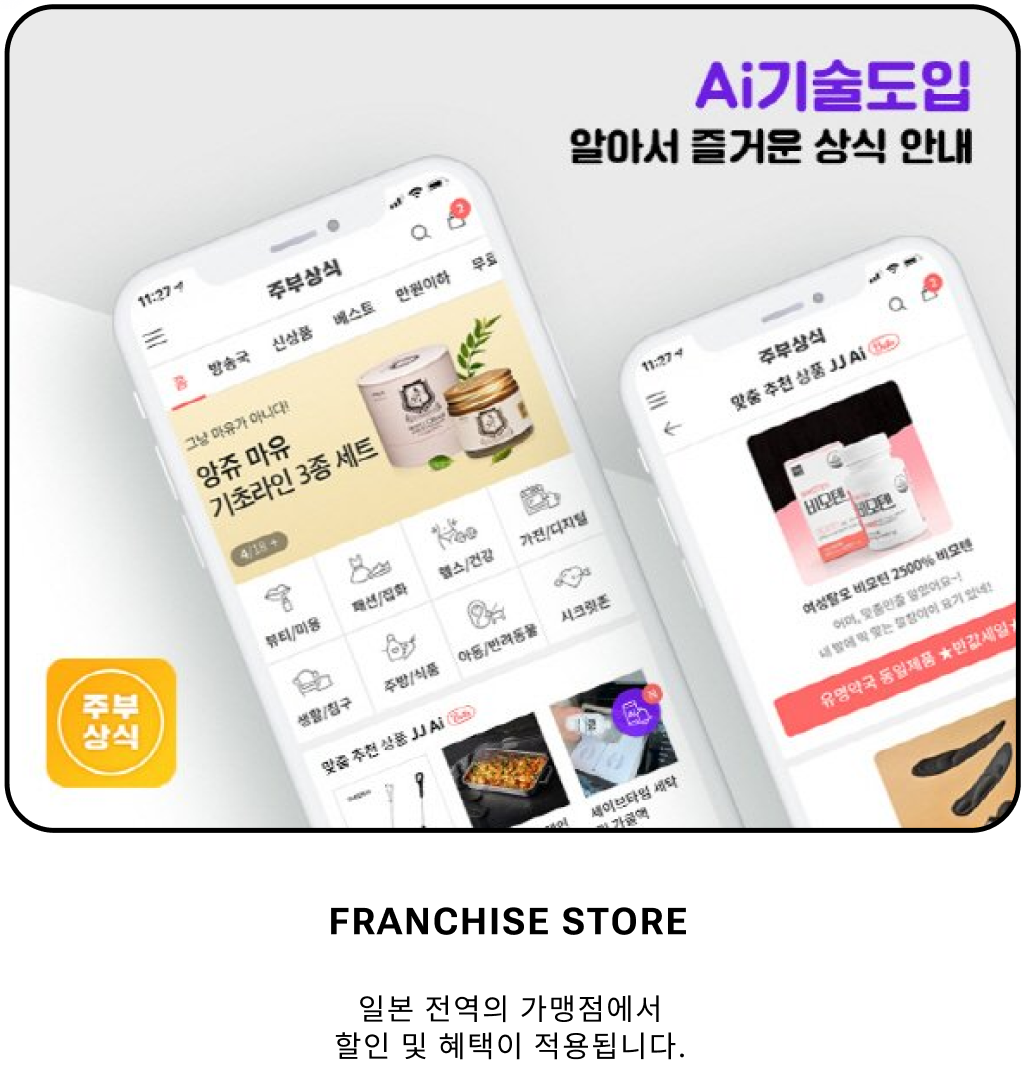 Ai기술도입
알아서 즐거운 상식 안내
11:27
2
주부상식
홈 방송국 신상품 베스트 만원이하 무료
그냥 마유가 아니다!
앙쥬 마유
기초라인 3종 세트
4/18 +
뷰티/미용 패션/잡화 헬스/건강 가전/디지털
생활/침구 주방/식품 아동/반려동물 시크릿존
맞춤 추천 상품 JJ Ai Beta
Ai
N
세이브타임 세탁
11:27
2
주부상식
맞춤 추천 상품 JJ Ai Beta
비모텐
비모텐
여성탈모 비모턴 2500% 비모텐
어머, 맞춤인줄 알았어요~!
내 발에 딱 맞는 깔창이 요기 있네!
유명약국 동일제품 ★반값세일★
주부
상식
FRANCHISE STORE
일본 전역의 가맹점에서
할인 및 혜택이 적용됩니다.